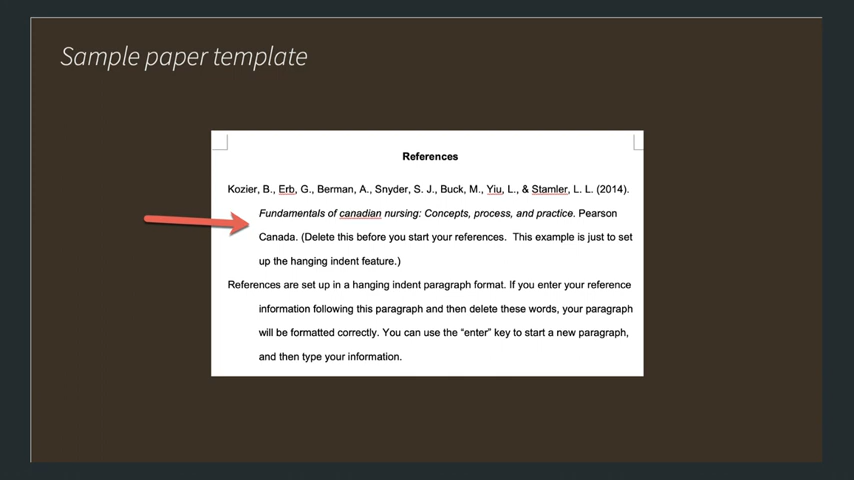 Sample paper template
References
Kozier, B., Erb, G., Berman, A., Snyder, S. J., Buck, M., Yiu, L., & Stamler, L. L. (2014).
Fundamentals of canadian nursing: Concepts, process, and practice. Pearson
Canada. (Delete this before you start your references.  This example is just to set
up the hanging indent feature.)
References are set up in a hanging indent paragraph format. If you enter your reference
information following this paragraph and then delete these words, your paragraph
will be formatted correctly. You can use the “enter” key to start a new paragraph,
and then type your information.